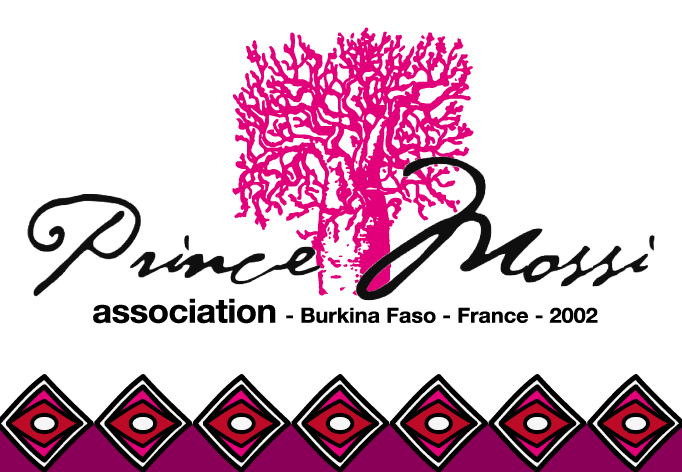 Prince Mossi
association - Burkina Faso - France - 2002